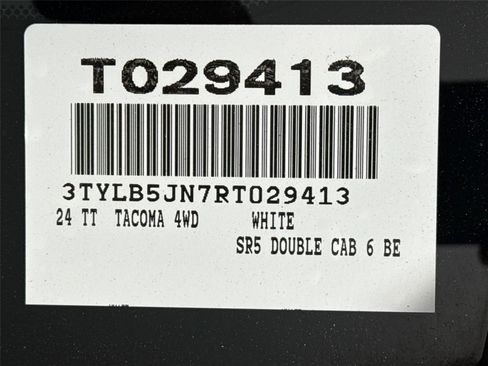 T029413
3TYLB5JN7RT029413
24 TT TACOMA 4WD WHITE
SR5 DOUBLE CAB 6 BE